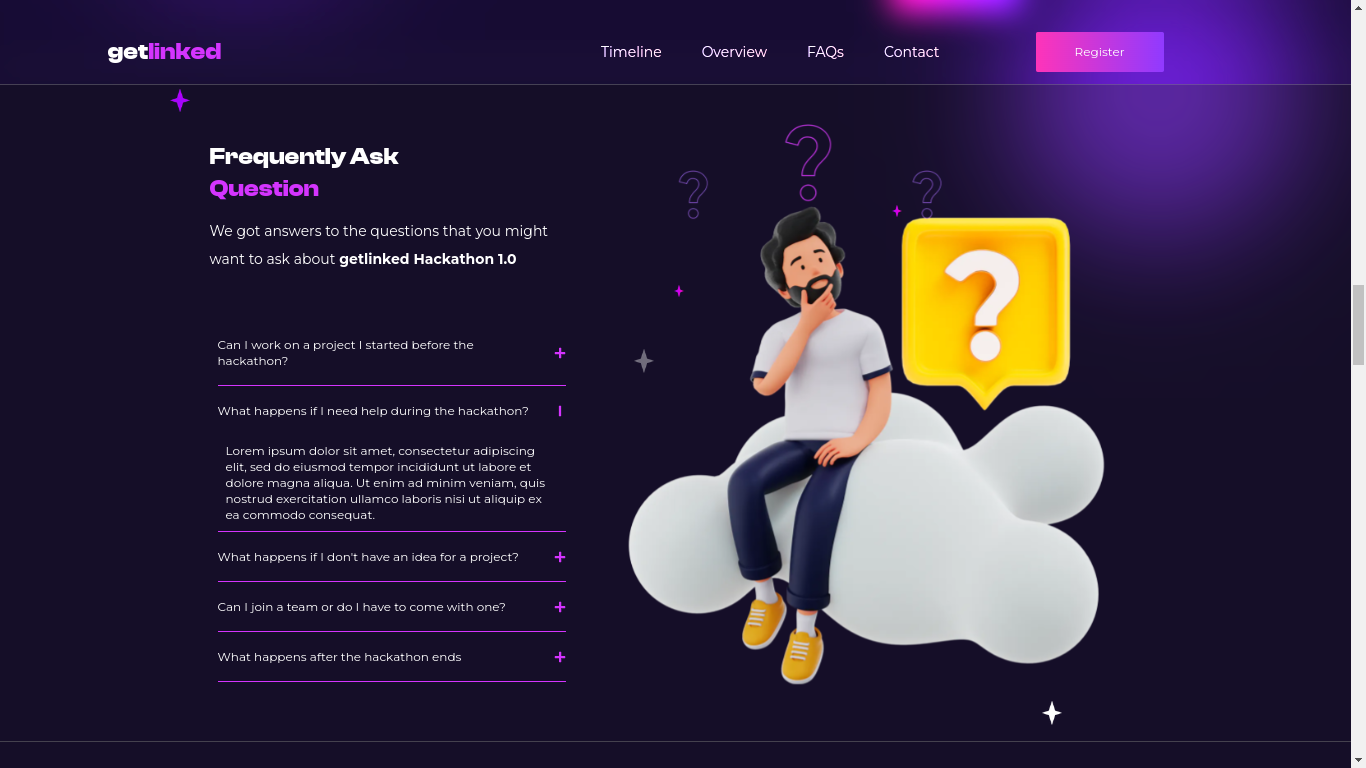 getlinked
Timeline
Overview
FAQs
Contact
Register
Frequently Ask
Question
We got answers to the questions that you might
want to ask about getlinked Hackathon 1.0
Can I work on a project I started before the
hackathon?
+
What happens if I need help during the hackathon?
Lorem ipsum dolor sit amet, consectetur adipiscing
elit, sed do eiusmod tempor incididunt ut labore et
dolore magna aliqua. Ut enim ad minim veniam, quis
nostrud exercitation ullamco laboris nisi ut aliquip ex
ea commodo consequat.
What happens if I don't have an idea for a project?
+
Can I join a team or do I have to come with one?
+
What happens after the hackathon ends
+
?
?
?
?